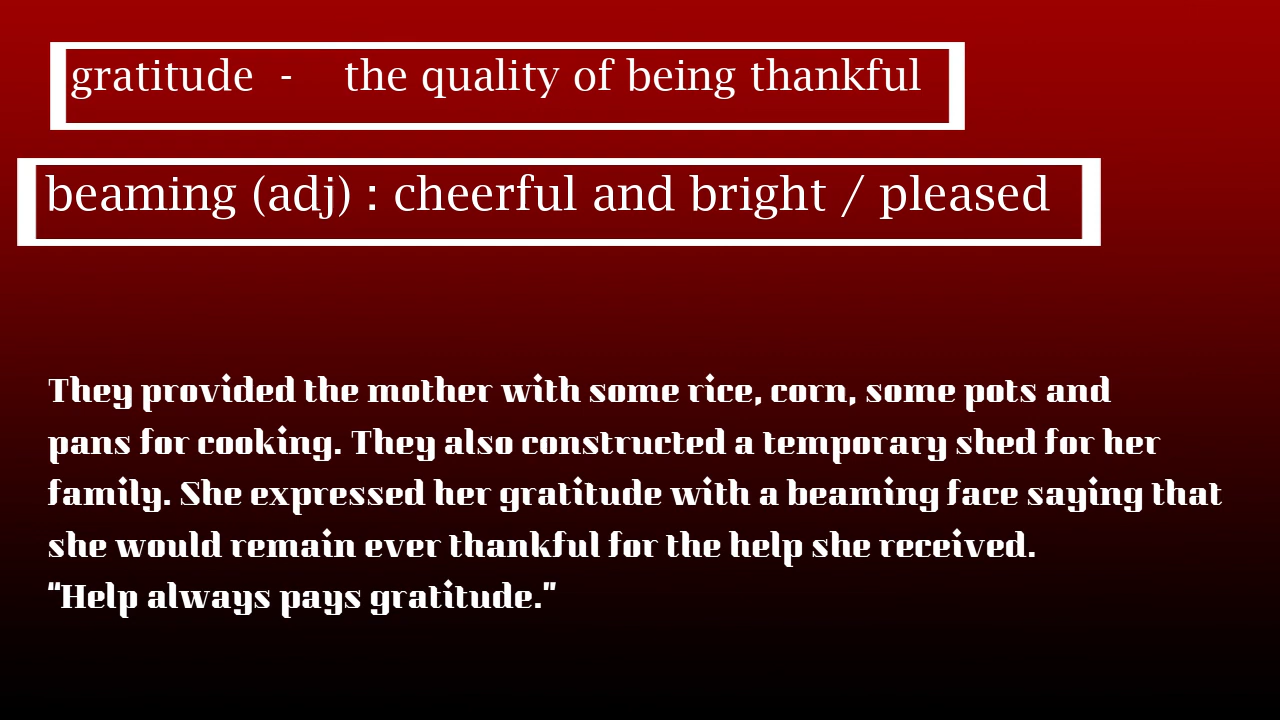 gratitude - the quality of being thankful
beaming (adj) : cheerful and bright / pleased
They provided the mother with some rice, corn, some pots and
pans for cooking. They also constructed a temporary shed for her
family. She expressed her gratitude with a beaming face saying that
she would remain ever thankful for the help she received.
“Help always pays gratitude.”